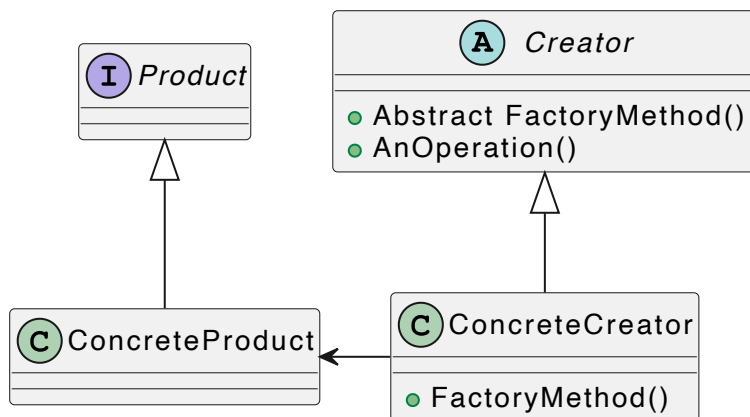 I Product
A Creator
Abstract FactoryMethod()
AnOperation()
C ConcreteProduct
C ConcreteCreator
FactoryMethod()